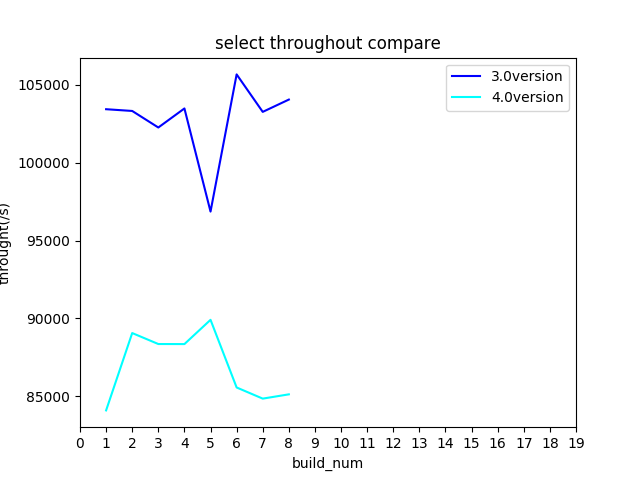 select throughout compare
3.0version
4.0version
105000
100000
95000
90000
85000
throught(/s)
0 1 2 3 4 5 6 7 8 9 10 11 12 13 14 15 16 17 18 19
build_num